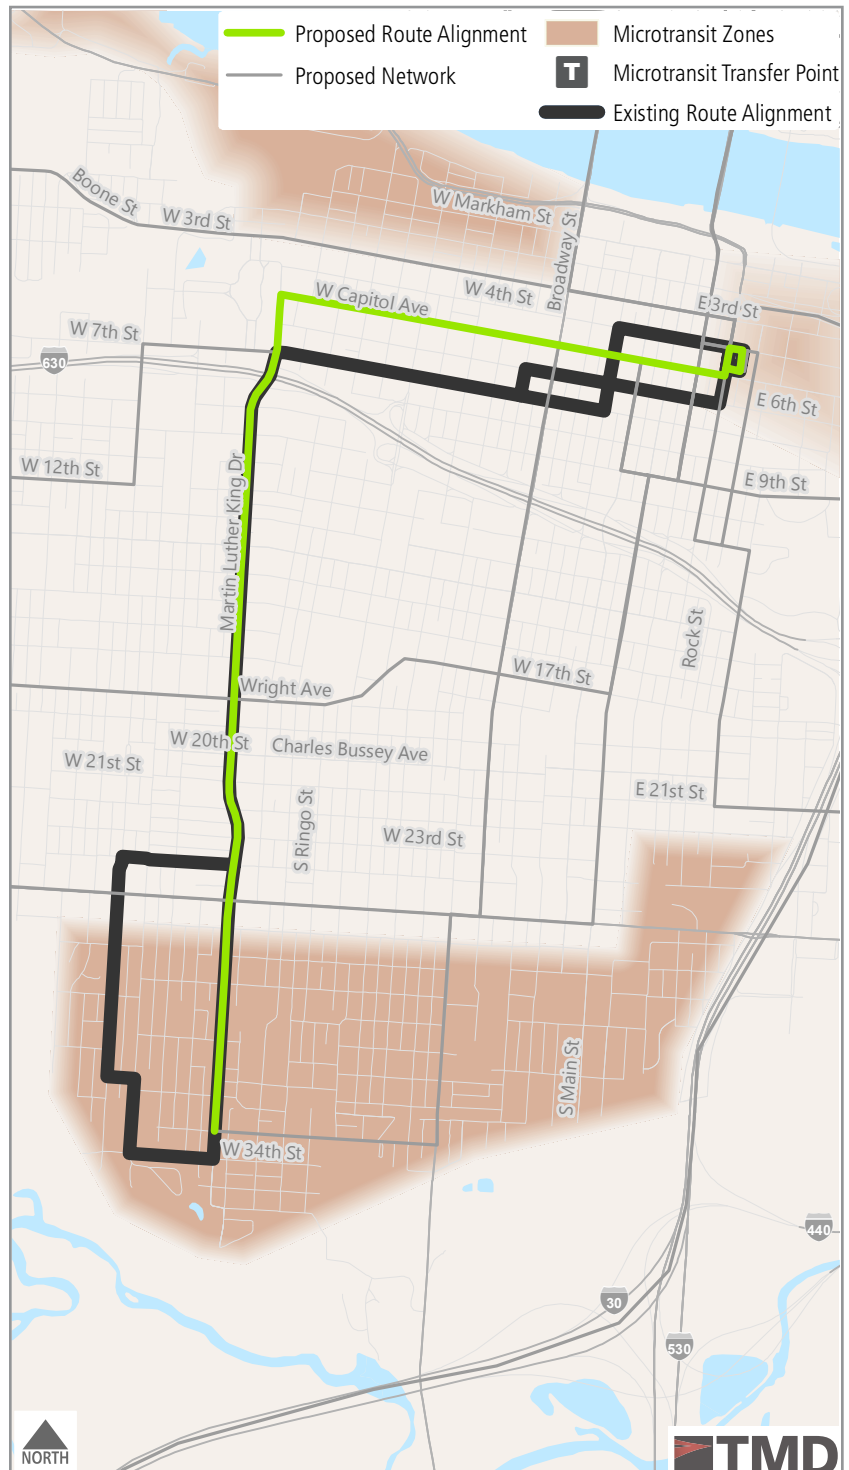 Proposed Route Alignment
Microtransit Zones
Proposed Network
T
Microtransit Transfer Point
Existing Route Alignment
Boone St
W 3rd St
W Markham St
Broadway St
W Capitol Ave
W 4th St
E 3rd St
W 7th St
630
E 6th St
W 12th St
E 9th St
Martin Luther King Dr
Rock St
W 17th St
Wright Ave
W 20th St
Charles Bussey Ave
W 21st St
E 21st St
S Ringo St
W 23rd St
S Main St
W 34th St
440
30
530
NORTH
TMD